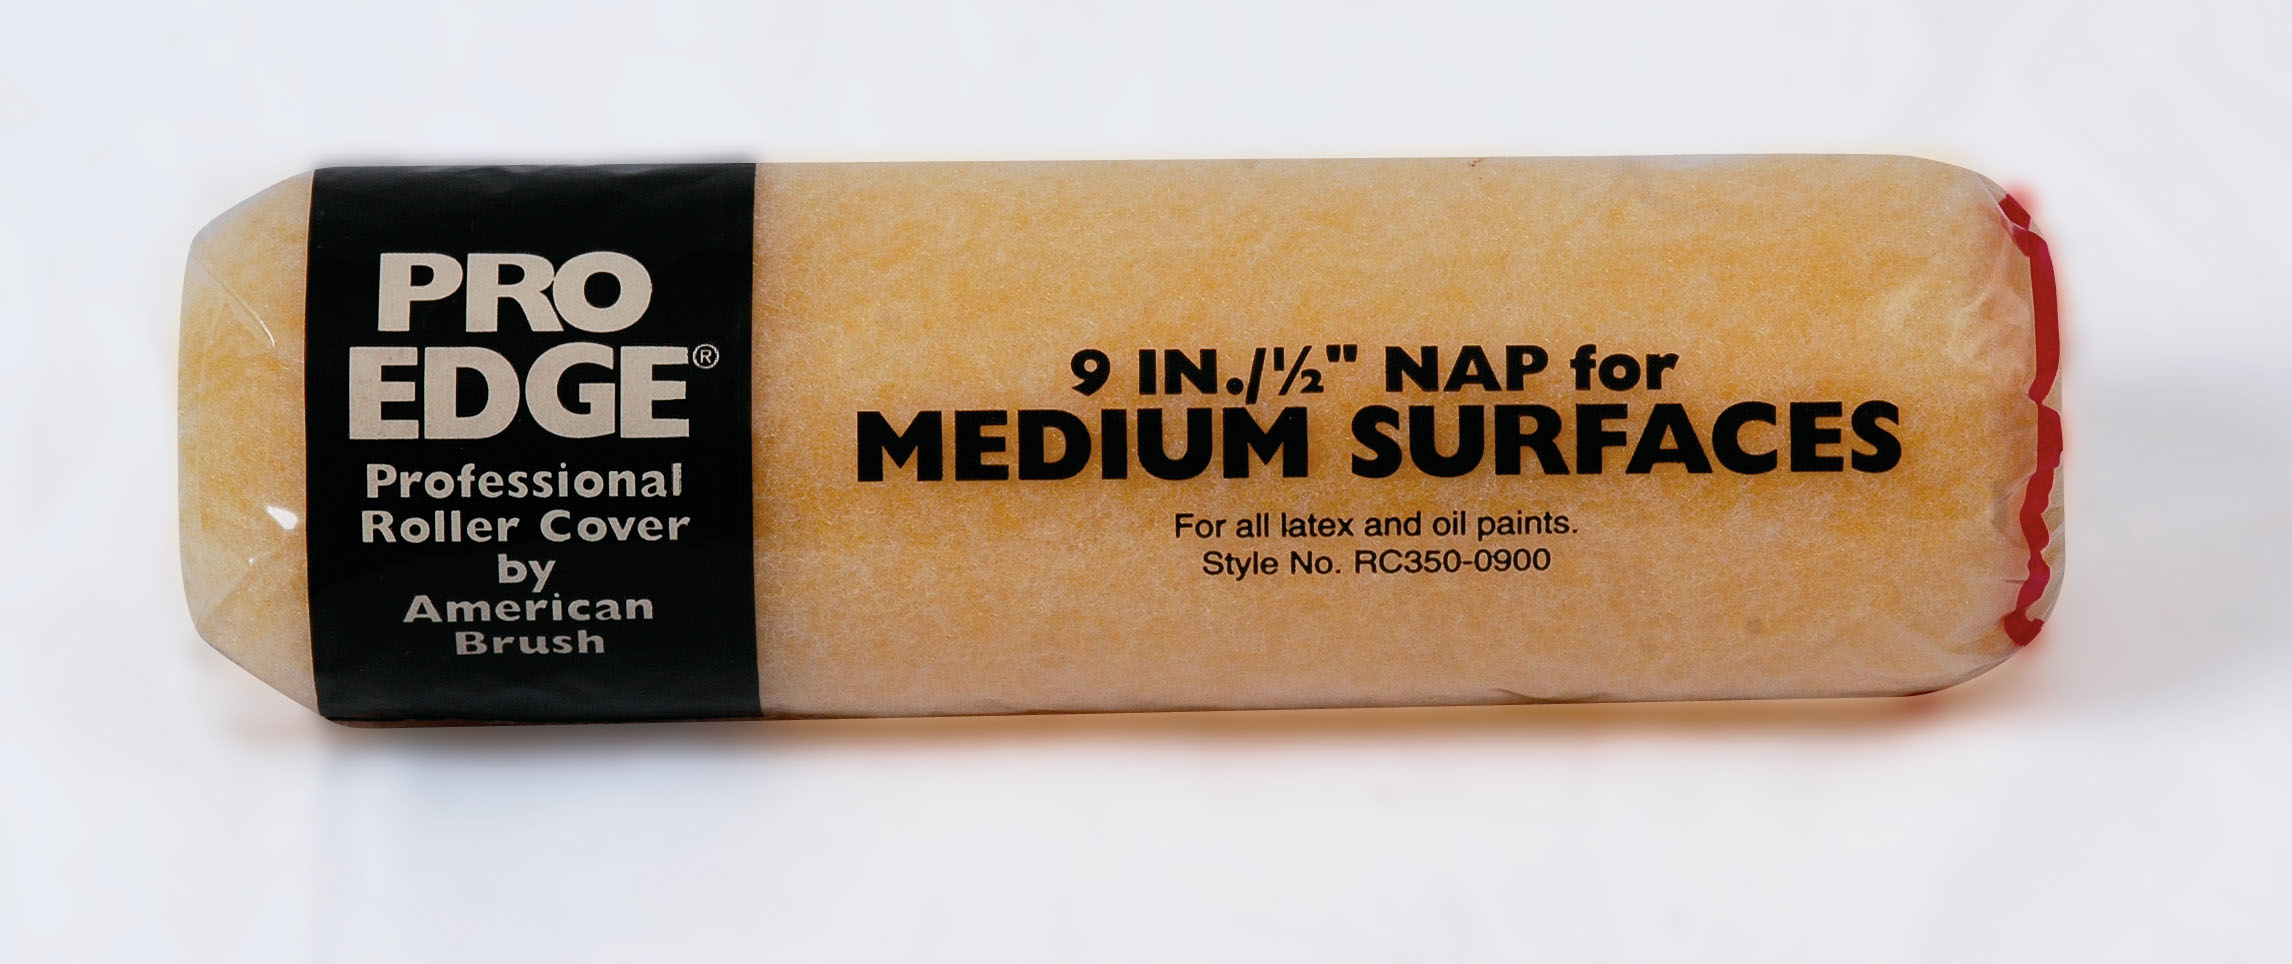 PRO
EDGE®
Professional
Roller Cover
by
American
Brush
9 IN./½" NAP for
MEDIUM SURFACES
For all latex and oil paints.
Style No. RC350-0900